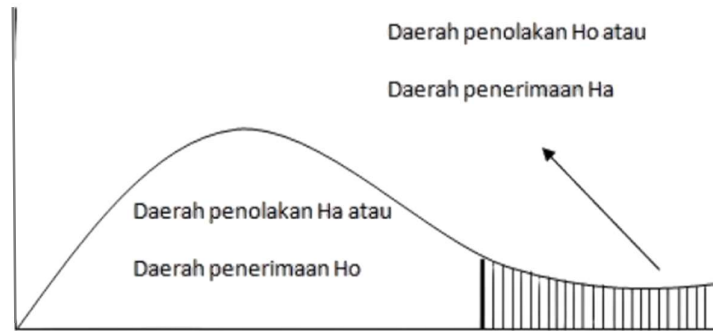 Daerah penolakan Ho atau
Daerah penerimaan Ha
Daerah penolakan Ha atau
Daerah penerimaan Ho